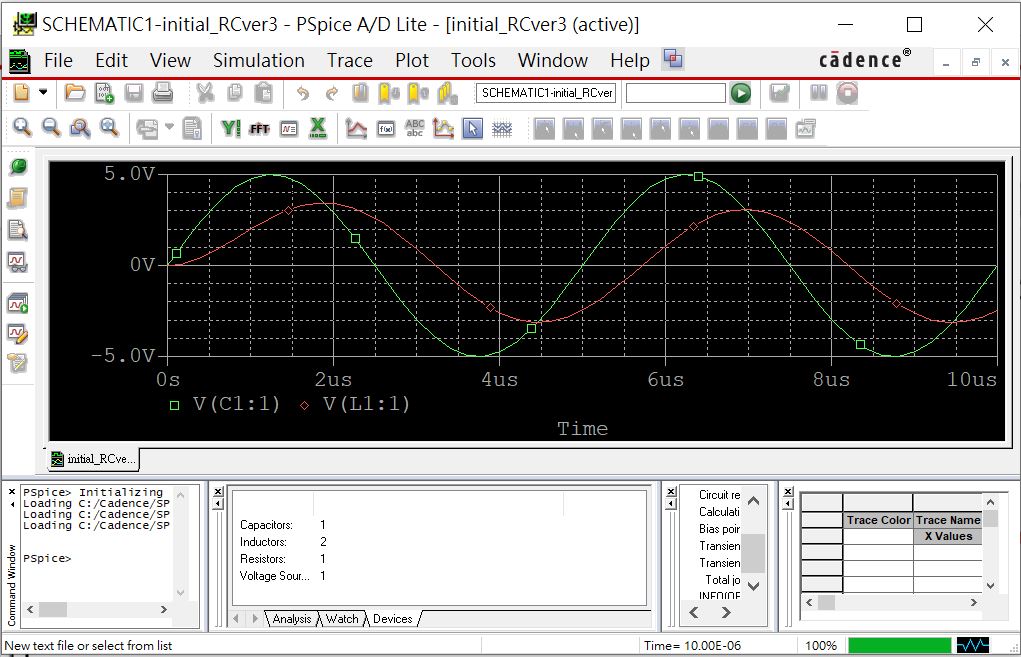 SCHEMATIC1-initial_RCver3 - PSpice A/D Lite - [initial_RCver3 (active)]
File Edit View Simulation Trace Plot Tools Window Help cādence®
SCHEMATIC1-initial_RCver
FFT ABC abc
5.0V
0V
-5.0V
0s 2us 4us 6us 8us 10us
V(C1:1) V(L1:1)
Time
initial_RCve...
Command Window
PSpice> Initializing
Loading C:/Cadence/SP
Loading C:/Cadence/SP
Loading C:/Cadence/SP
PSpice>
Capacitors: 1
Inductors: 2
Resistors: 1
Voltage Sour... 1
Analysis Watch Devices
Circuit re
Calculati
Bias poir
Transien
Transien
Total jo
Trace Color Trace Name
X Values
New text file or select from list
Time= 10.00E-06 100%